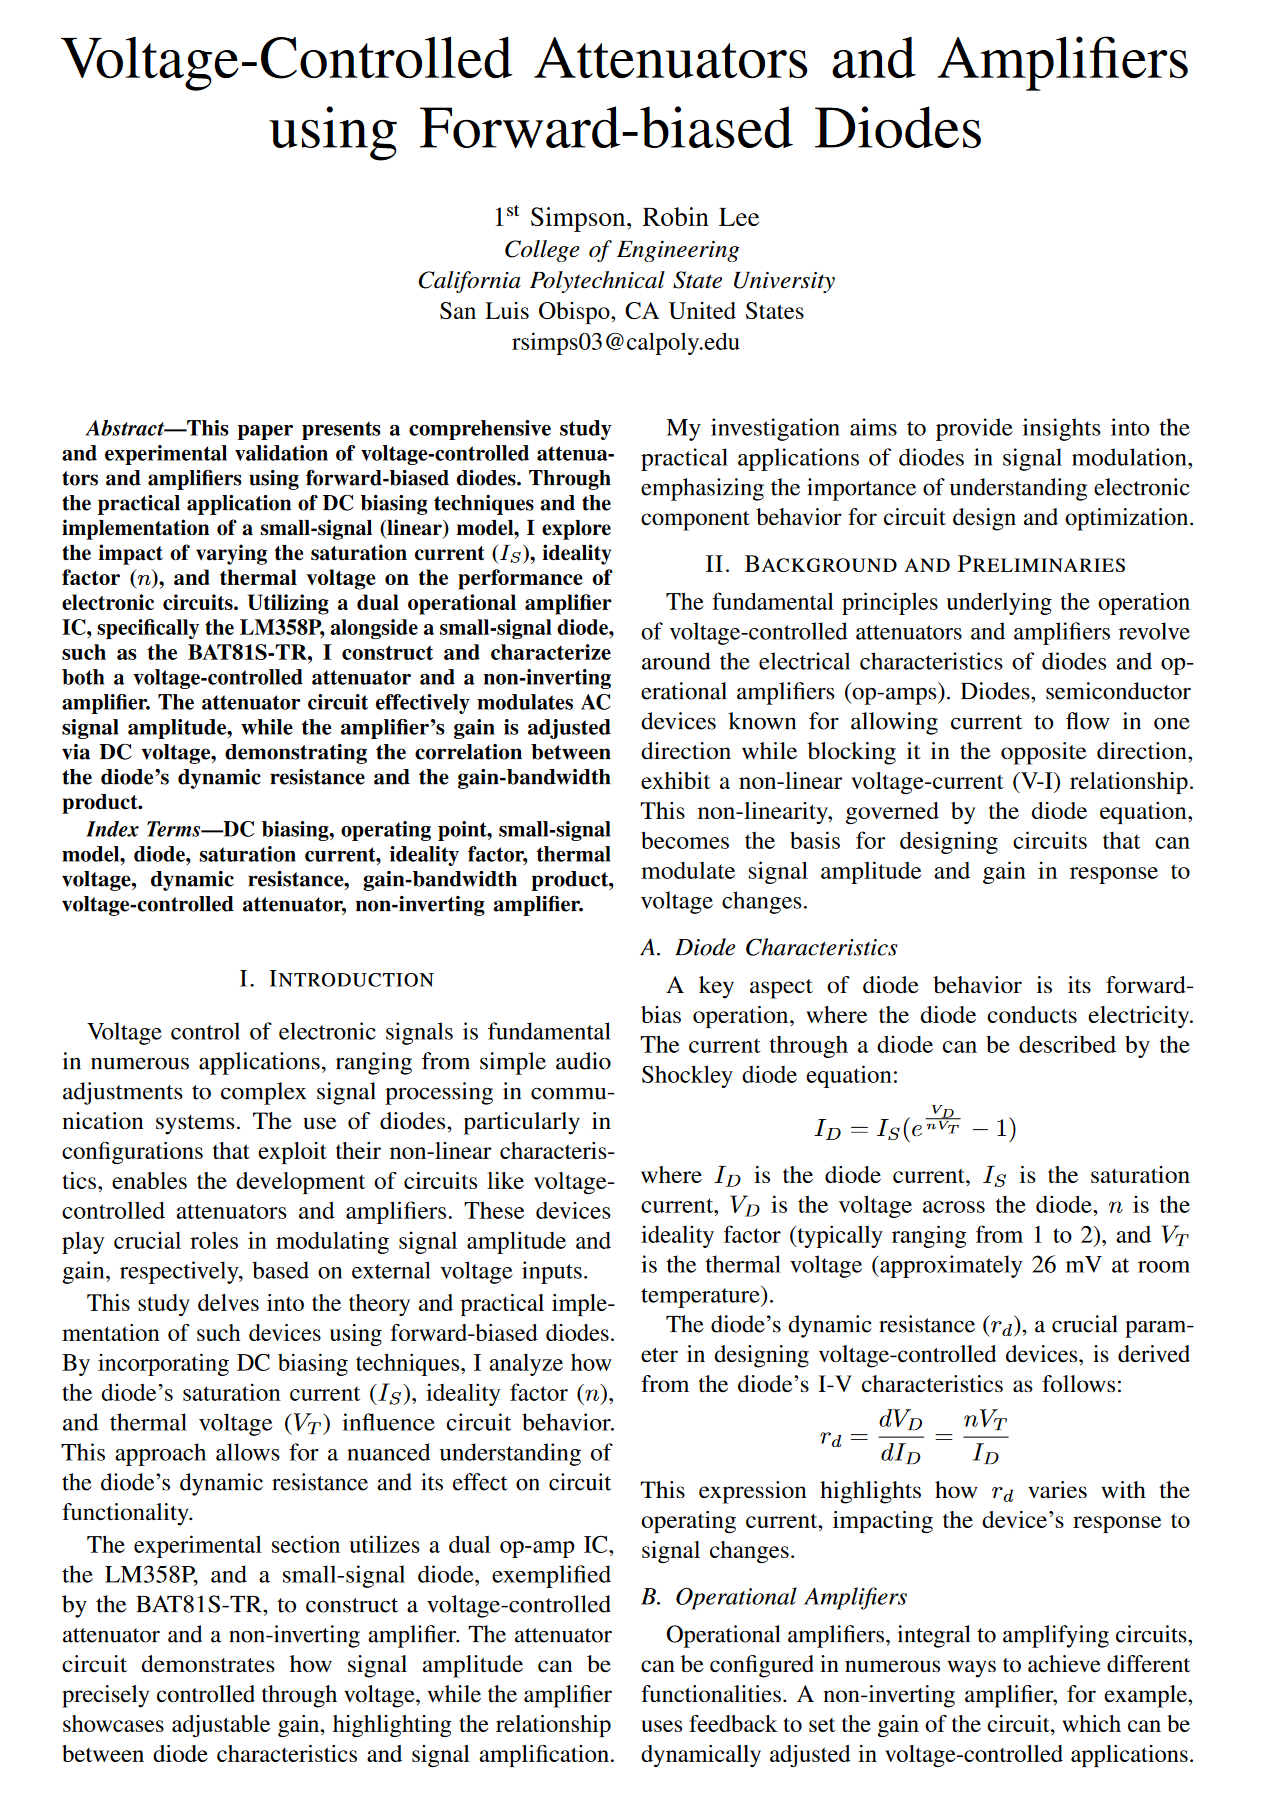 Voltage-Controlled Attenuators and Amplifiers
using Forward-biased Diodes
1st Simpson, Robin Lee
College of Engineering
California Polytechnical State University
San Luis Obispo, CA United States
rsimps03@calpoly.edu
Abstract—This paper presents a comprehensive study
and experimental validation of voltage-controlled attenua-
tors and amplifiers using forward-biased diodes. Through
the practical application of DC biasing techniques and the
implementation of a small-signal (linear) model, I explore
the impact of varying the saturation current (I_S), ideality
factor (n), and thermal voltage on the performance of
electronic circuits. Utilizing a dual operational amplifier
IC, specifically the LM358P, alongside a small-signal diode,
such as the BAT81S-TR, I construct and characterize
both a voltage-controlled attenuator and a non-inverting
amplifier. The attenuator circuit effectively modulates AC
signal amplitude, while the amplifier's gain is adjusted
via DC voltage, demonstrating the correlation between
the diode's dynamic resistance and the gain-bandwidth
product.
Index Terms—DC biasing, operating point, small-signal
model, diode, saturation current, ideality factor, thermal
voltage, dynamic resistance, gain-bandwidth product,
voltage-controlled attenuator, non-inverting amplifier.
I. INTRODUCTION
Voltage control of electronic signals is fundamental
in numerous applications, ranging from simple audio
adjustments to complex signal processing in commu-
nication systems. The use of diodes, particularly in
configurations that exploit their non-linear characteris-
tics, enables the development of circuits like voltage-
controlled attenuators and amplifiers. These devices
play crucial roles in modulating signal amplitude and
gain, respectively, based on external voltage inputs.
This study delves into the theory and practical imple-
mentation of such devices using forward-biased diodes.
By incorporating DC biasing techniques, I analyze how
the diode's saturation current (I_S), ideality factor (n),
and thermal voltage (V_T) influence circuit behavior.
This approach allows for a nuanced understanding of
the diode's dynamic resistance and its effect on circuit
functionality.
The experimental section utilizes a dual op-amp IC,
the LM358P, and a small-signal diode, exemplified
by the BAT81S-TR, to construct a voltage-controlled
attenuator and a non-inverting amplifier. The attenuator
circuit demonstrates how signal amplitude can be
precisely controlled through voltage, while the amplifier
showcases adjustable gain, highlighting the relationship
between diode characteristics and signal amplification.
My investigation aims to provide insights into the
practical applications of diodes in signal modulation,
emphasizing the importance of understanding electronic
component behavior for circuit design and optimization.
II. BACKGROUND AND PRELIMINARIES
The fundamental principles underlying the operation
of voltage-controlled attenuators and amplifiers revolve
around the electrical characteristics of diodes and op-
erational amplifiers (op-amps). Diodes, semiconductor
devices known for allowing current to flow in one
direction while blocking it in the opposite direction,
exhibit a non-linear voltage-current (V-I) relationship.
This non-linearity, governed by the diode equation,
becomes the basis for designing circuits that can
modulate signal amplitude and gain in response to
voltage changes.
A. Diode Characteristics
A key aspect of diode behavior is its forward-
bias operation, where the diode conducts electricity.
The current through a diode can be described by the
Shockley diode equation:
I_D = I_S(e^{V_D/nV_T} − 1)
where I_D is the diode current, I_S is the saturation
current, V_D is the voltage across the diode, n is the
ideality factor (typically ranging from 1 to 2), and V_T
is the thermal voltage (approximately 26 mV at room
temperature).
The diode's dynamic resistance (r_d), a crucial param-
eter in designing voltage-controlled devices, is derived
from the diode's I-V characteristics as follows:
r_d = dV_D/dI_D = nV_T/I_D
This expression highlights how r_d varies with the
operating current, impacting the device's response to
signal changes.
B. Operational Amplifiers
Operational amplifiers, integral to amplifying circuits,
can be configured in numerous ways to achieve different
functionalities. A non-inverting amplifier, for example,
uses feedback to set the gain of the circuit, which can be
dynamically adjusted in voltage-controlled applications.